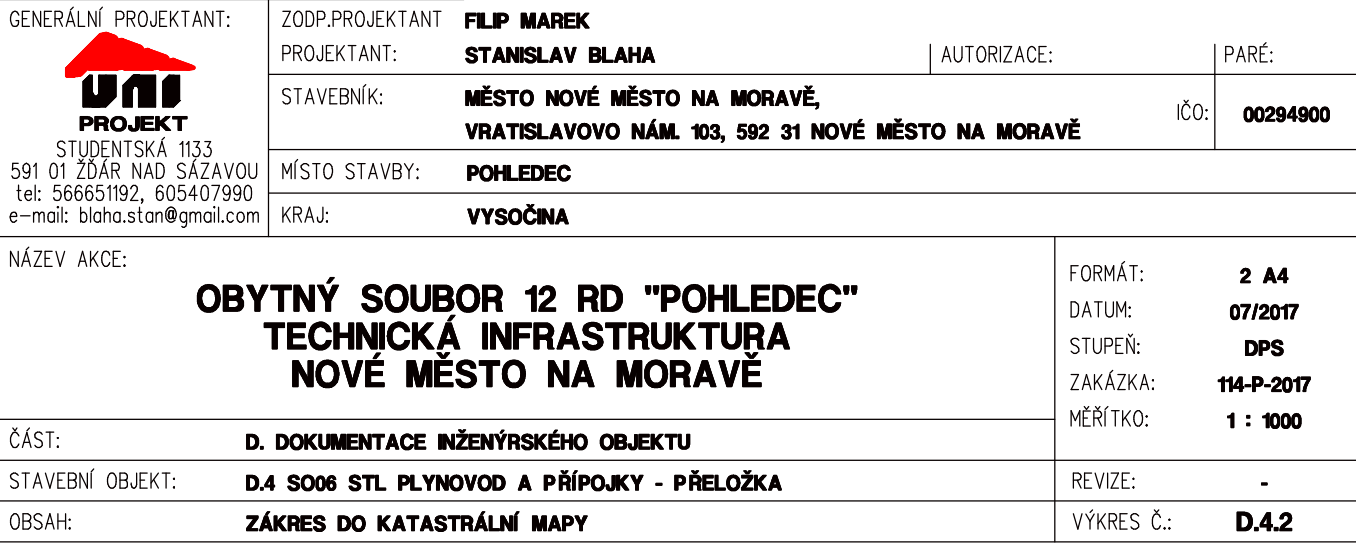 GENERÁLNÍ PROJEKTANT:
UNI
PROJEKT
STUDENTSKÁ 1133
591 01 ŽĎÁR NAD SÁZAVOU
tel: 566651192, 605407990
e-mail: blaha.stan@gmail.com
ZODP.PROJEKTANT FILIP MAREK
PROJEKTANT: STANISLAV BLAHA AUTORIZACE: PARÉ:
STAVEBNÍK: MĚSTO NOVÉ MĚSTO NA MORAVĚ,
VRATISLAVOVO NÁM. 103, 592 31 NOVÉ MĚSTO NA MORAVĚ
IČO: 00294900
MÍSTO STAVBY: POHLEDEC
KRAJ: VYSOČINA
NÁZEV AKCE:
OBYTNÝ SOUBOR 12 RD "POHLEDEC"
TECHNICKÁ INFRASTRUKTURA
NOVÉ MĚSTO NA MORAVĚ
FORMÁT: 2 A4
DATUM: 07/2017
STUPEŇ: DPS
ZAKÁZKA: 114-P-2017
MĚŘÍTKO: 1 : 1000
ČÁST: D. DOKUMENTACE INŽENÝRSKÉHO OBJEKTU
STAVEBNÍ OBJEKT: D.4 SO06 STL PLYNOVOD A PŘÍPOJKY - PŘELOŽKA
REVIZE: -
OBSAH: ZÁKRES DO KATASTRÁLNÍ MAPY
VÝKRES Č.: D.4.2